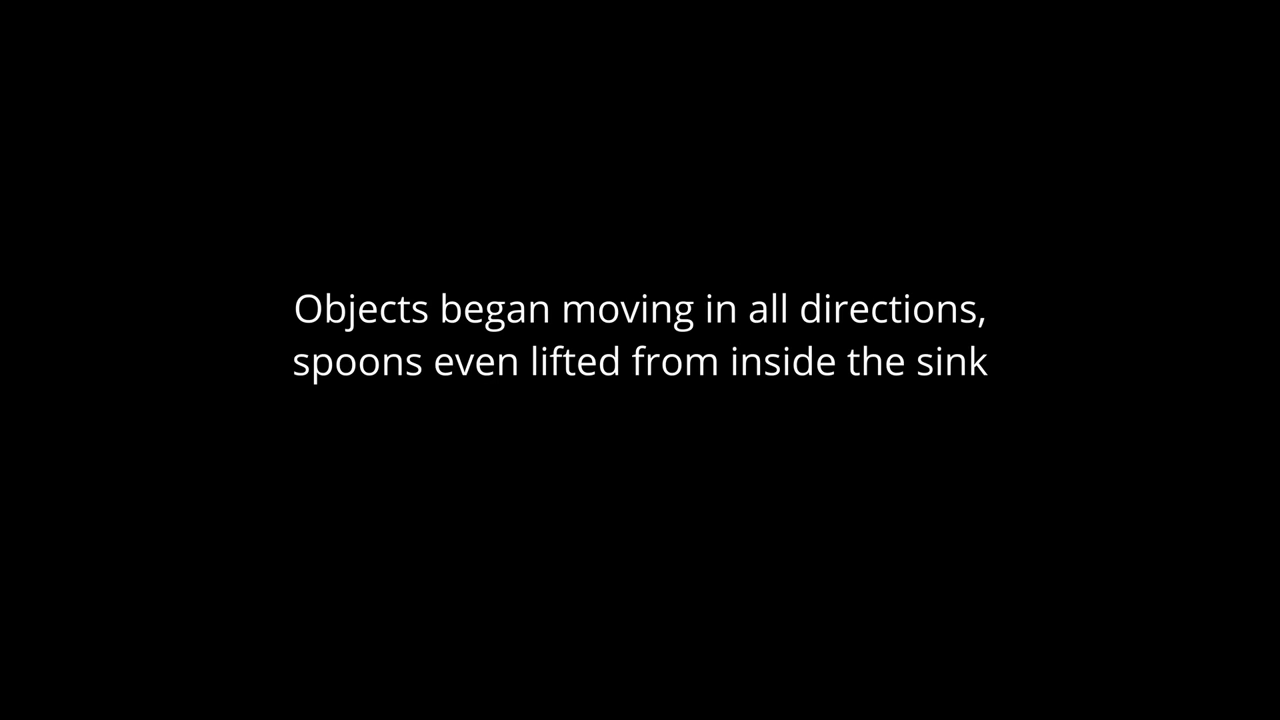 Objects began moving in all directions,
spoons even lifted from inside the sink